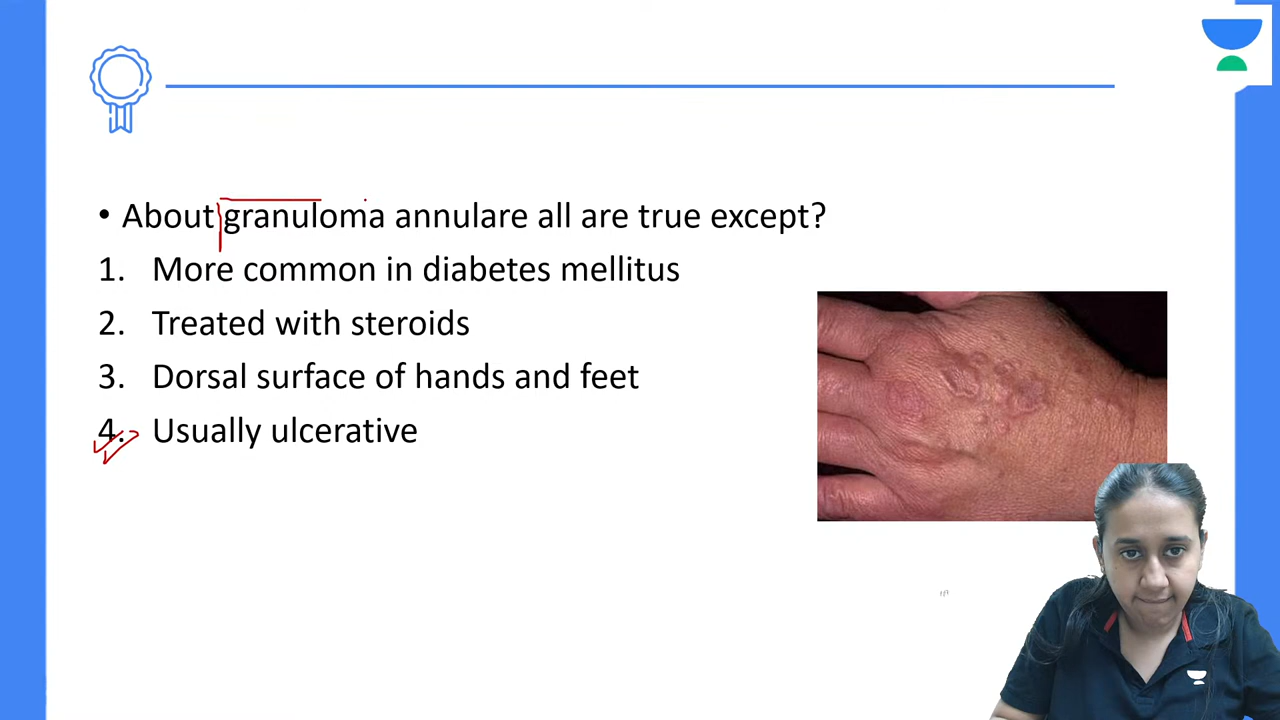 • About granuloma annulare all are true except?
1. More common in diabetes mellitus
2. Treated with steroids
3. Dorsal surface of hands and feet
4. Usually ulcerative